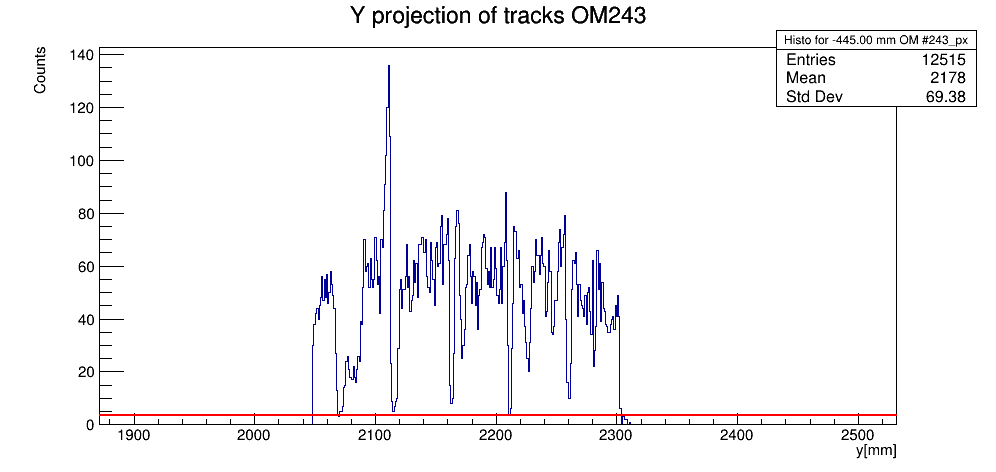 Y projection of tracks OM243
Histo for -445.00 mm OM #243_px
Entries 12515
Mean 2178
Std Dev 69.38
Counts
140
120
100
80
60
40
20
0
1900 2000 2100 2200 2300 2400 2500
y[mm]